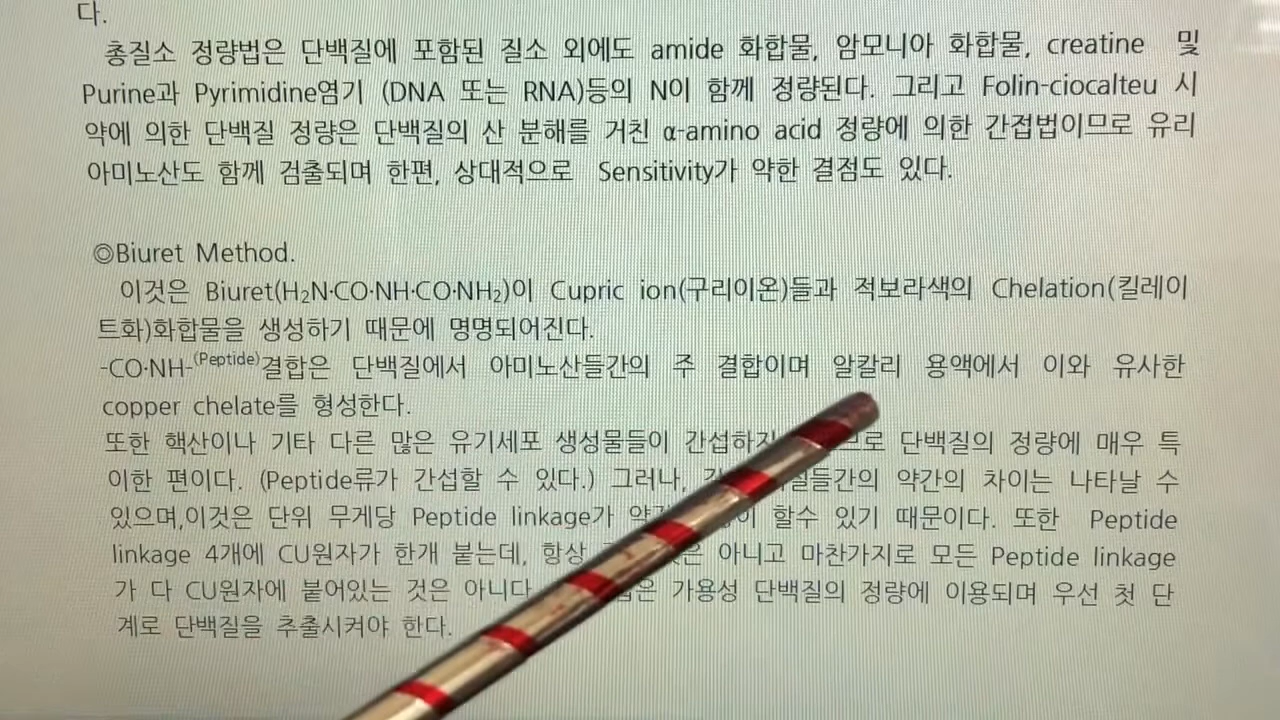 다.
총질소 정량법은 단백질에 포함된 질소 외에도 amide 화합물, 암모니아 화합물, creatine 및
Purine과 Pyrimidine염기 (DNA 또는 RNA)등의 N이 함께 정량된다. 그리고 Folin-ciocalteu 시
약에 의한 단백질 정량은 단백질의 산 분해를 거친 α-amino acid 정량에 의한 간접법이므로 유리
아미노산도 함께 검출되며 한편, 상대적으로 Sensitivity가 약한 결점도 있다.
◎Biuret Method.
이것은 Biuret(H₂N·CO·NH·CO·NH₂)이 Cupric ion(구리이온)들과 적보라색의 Chelation(킬레이
트화)화합물을 생성하기 때문에 명명되어진다.
-CO·NH-(Peptide)결합은 단백질에서 아미노산들간의 주 결합이며 알칼리 용액에서 이와 유사한
copper chelate를 형성한다.
또한 핵산이나 기타 다른 많은 유기세포 생성물들이 단백질의 정량에 매우 특
이한 편이다. (Peptide류가 간섭할 수 있다.) 그러나, 약간의 차이는 나타날 수
있으며,이것은 단위 무게당 Peptide linkage가 할수 있기 때문이다. 또한 Peptide
linkage 4개에 CU원자가 한개 붙는데, 항상 아니고 마찬가지로 모든 Peptide linkage
가 다 CU원자에 붙어있는 것은 아니다 가용성 단백질의 정량에 이용되며 우선 첫 단
계로 단백질을 추출시켜야 한다.